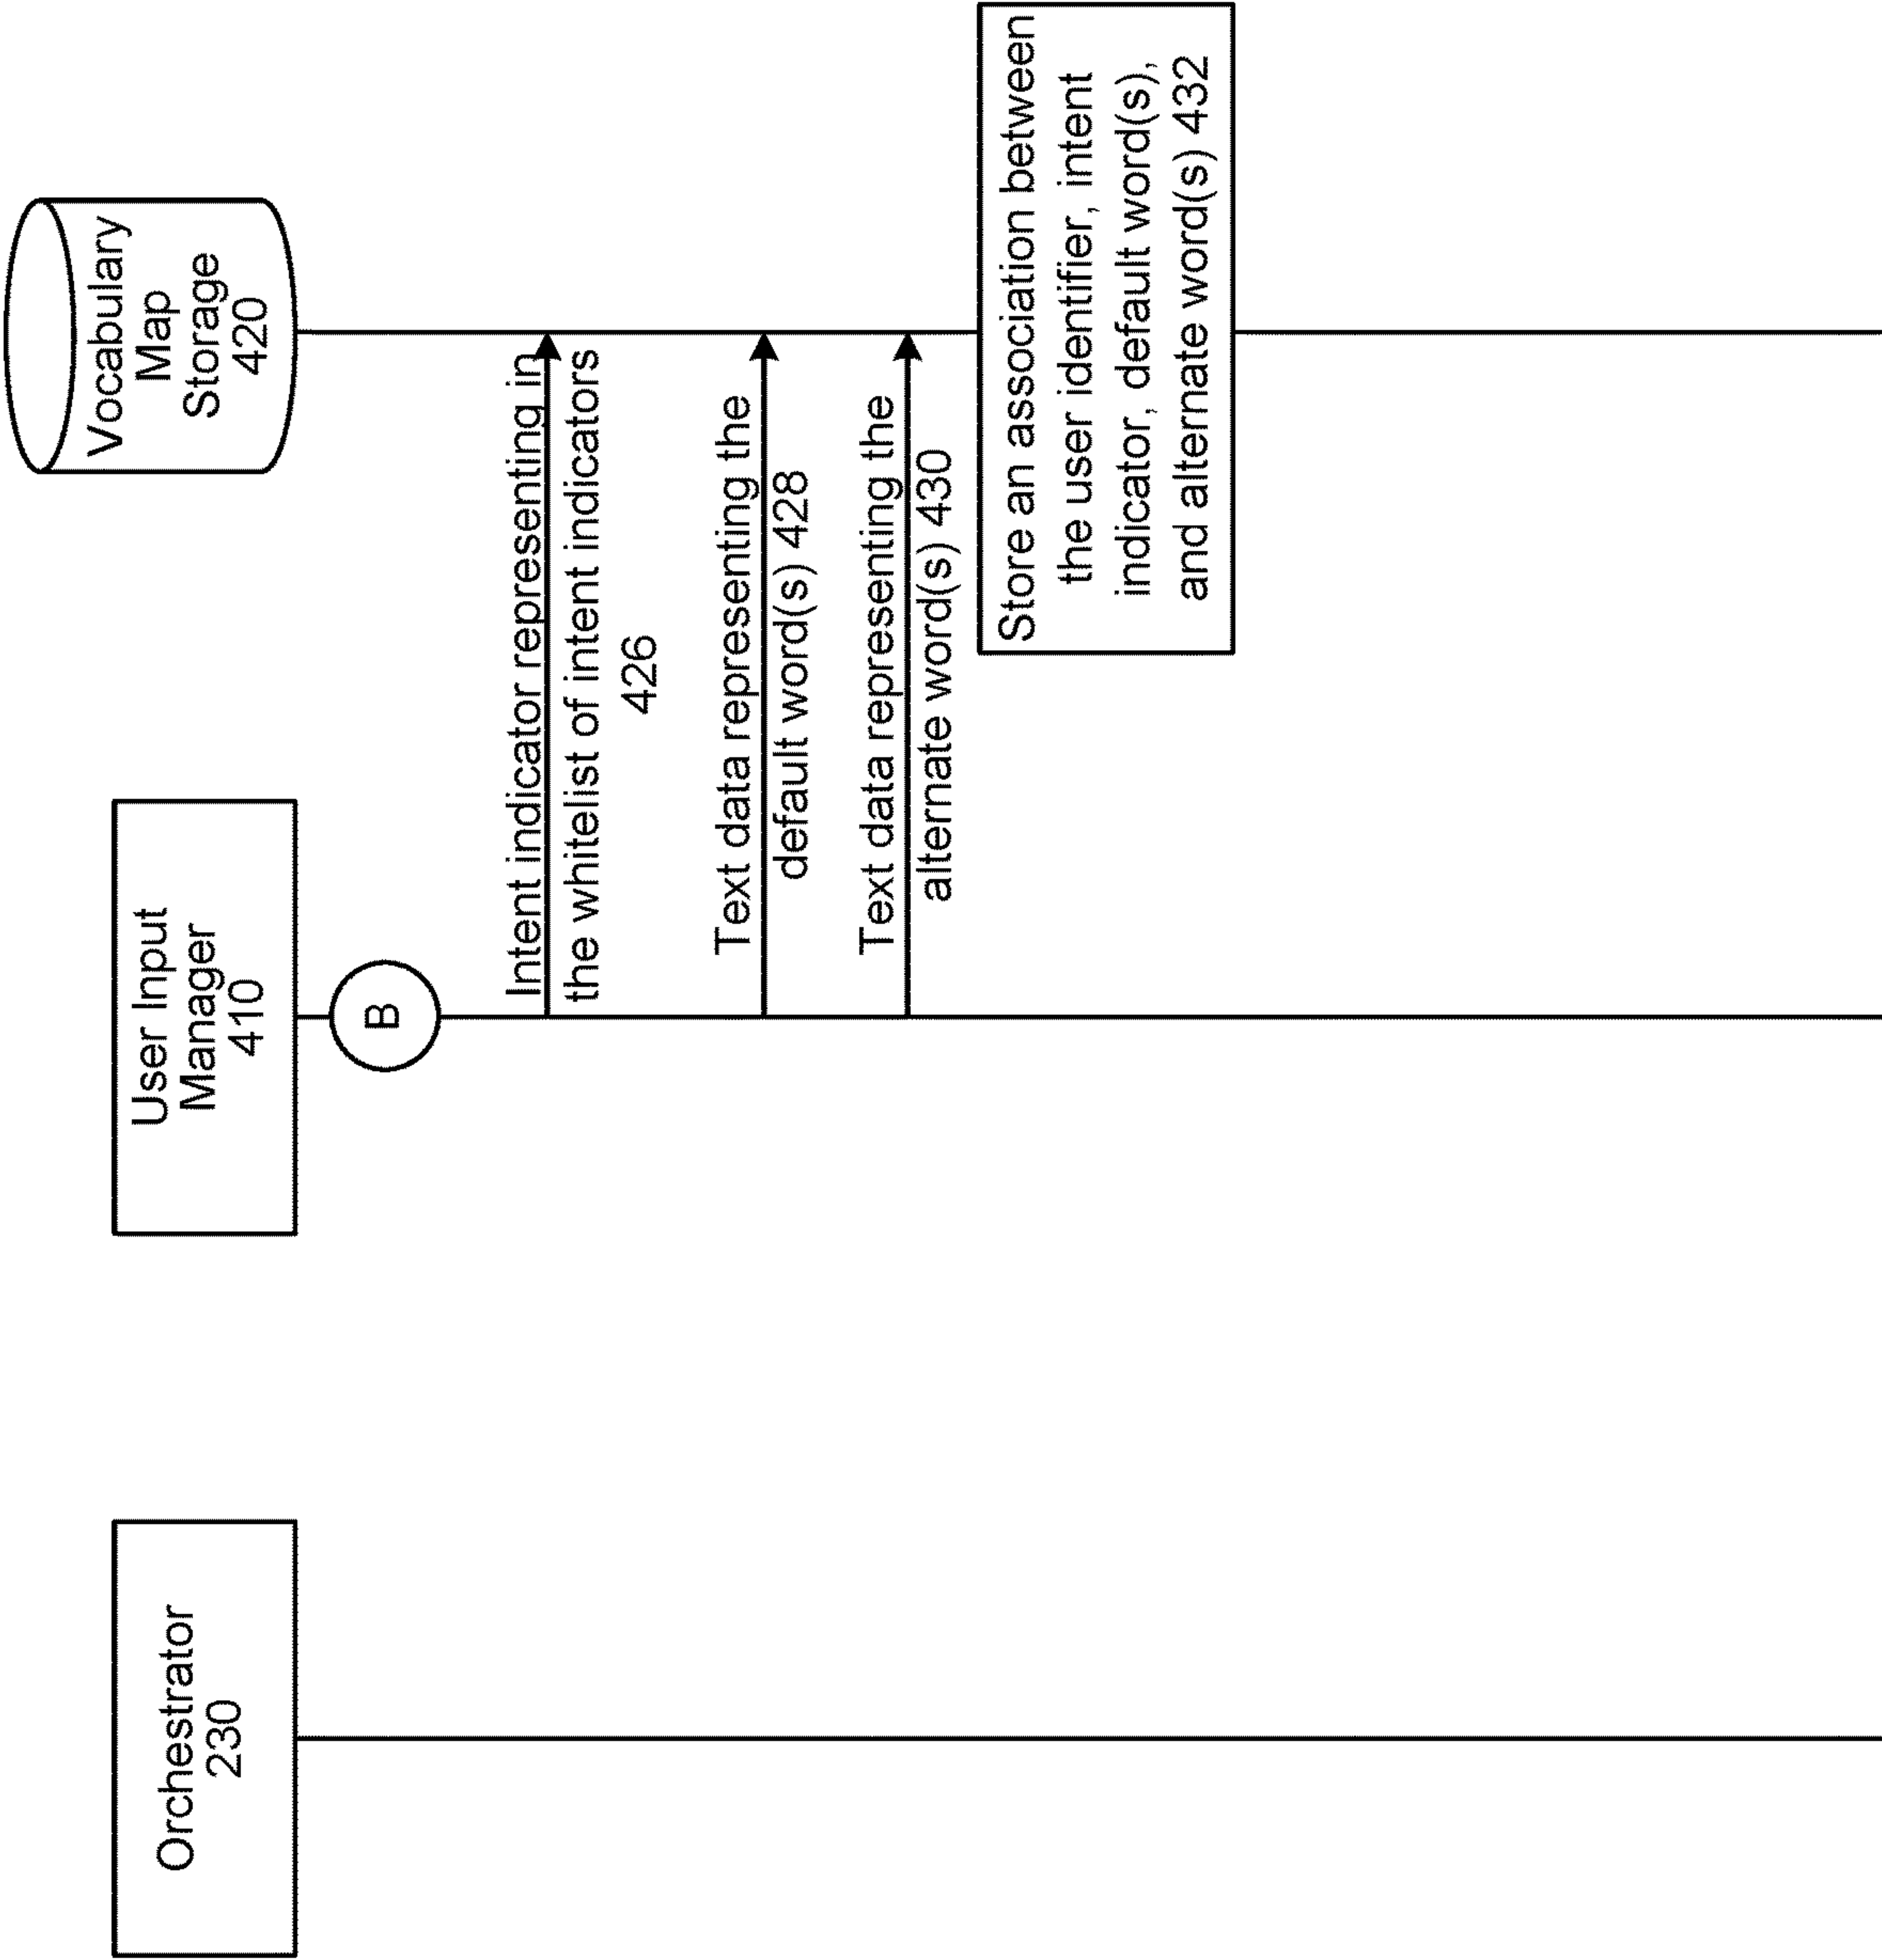 Orchestrator
230
User Input
Manager
410
Vocabulary
Map
Storage
420
B
Intent indicator representing in
the whitelist of intent indicators
426
Text data representing the
default word(s) 428
Text data representing the
alternate word(s) 430
Store an association between
the user identifier, intent
indicator, default word(s),
and alternate word(s) 432